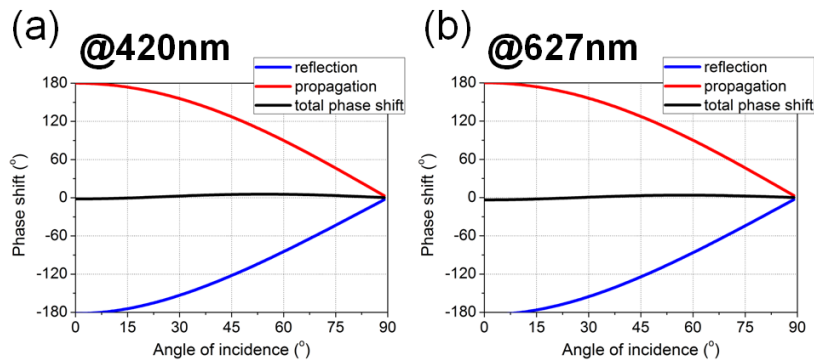 (a) @420nm
reflection
propagation
total phase shift
Phase shift (°)
180
120
60
0
-60
-120
-180
0 15 30 45 60 75 90
Angle of incidence (°)
(b) @627nm
reflection
propagation
total phase shift
Phase shift (°)
180
120
60
0
-60
-120
-180
0 15 30 45 60 75 90
Angle of incidence (°)